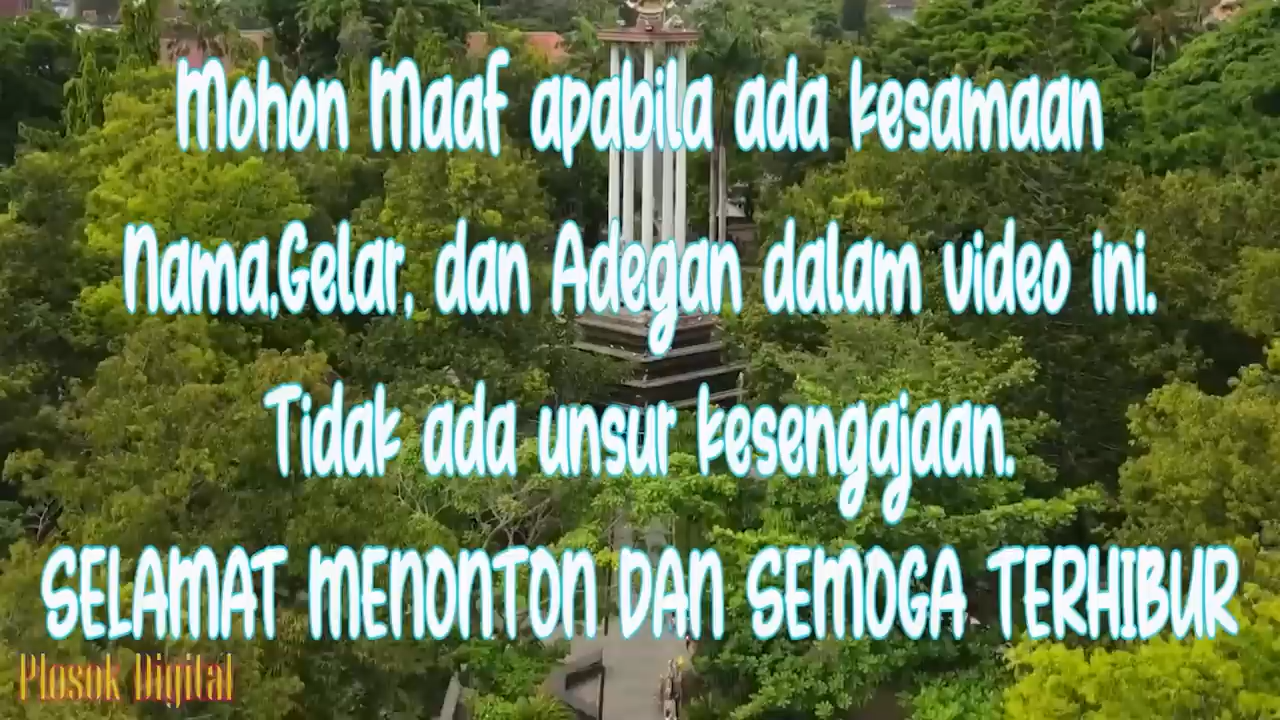 Mohon Maaf apabila ada kesamaan
Nama,Gelar, dan Adegan dalam video ini.
Tidak ada unsur kesengajaan.
SELAMAT MENONTON DAN SEMOGA TERHIBUR
Plosok Digital